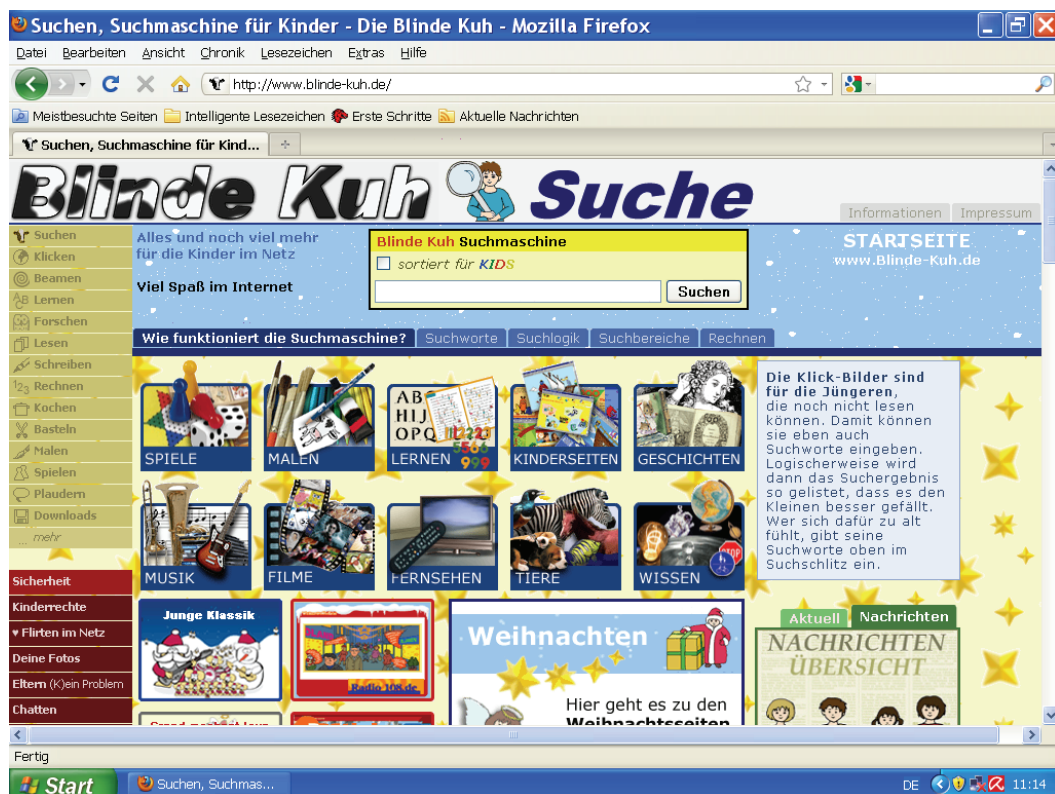 Suchen, Suchmaschine für Kinder - Die Blinde Kuh - Mozilla Firefox
Datei Bearbeiten Ansicht Chronik Lesezeichen Extras Hilfe
http://www.blinde-kuh.de/
Meistbesuchte Seiten Intelligente Lesezeichen Erste Schritte Aktuelle Nachrichten
Suchen, Suchmaschine für Kind...
Blinde Kuh Suche
Informationen Impressum
Suchen
Klicken
Beamen
Lernen
Forschen
Lesen
Schreiben
Rechnen
Kochen
Basteln
Malen
Spielen
Plaudern
Downloads
... mehr
Sicherheit
Kinderrechte
♥ Flirten im Netz
Deine Fotos
Eltern (K)ein Problem
Chatten
Alles und noch viel mehr
für die Kinder im Netz
Viel Spaß im Internet
Blinde Kuh Suchmaschine
sortiert für KIDS
Suchen
STARTSEITE
www.Blinde-Kuh.de
Wie funktioniert die Suchmaschine? Suchworte Suchlogik Suchbereiche Rechnen
SPIELE MALEN LERNEN KINDERSEITEN GESCHICHTEN
MUSIK FILME FERNSEHEN TIERE WISSEN
Die Klick-Bilder sind
für die Jüngeren,
die noch nicht lesen
können. Damit können
sie eben auch
Suchworte eingeben.
Logischerweise wird
dann das Suchergebnis
so gelistet, dass es den
Kleinen besser gefällt.
Wer sich dafür zu alt
fühlt, gibt seine
Suchworte oben im
Suchschlitz ein.
Junge Klassik
Radio 108.de
Weihnachten
Hier geht es zu den
Weihnachtsseiten
Aktuell Nachrichten
NACHRICHTEN
ÜBERSICHT
Fertig
Start Suchen, Suchmas... DE 11:14